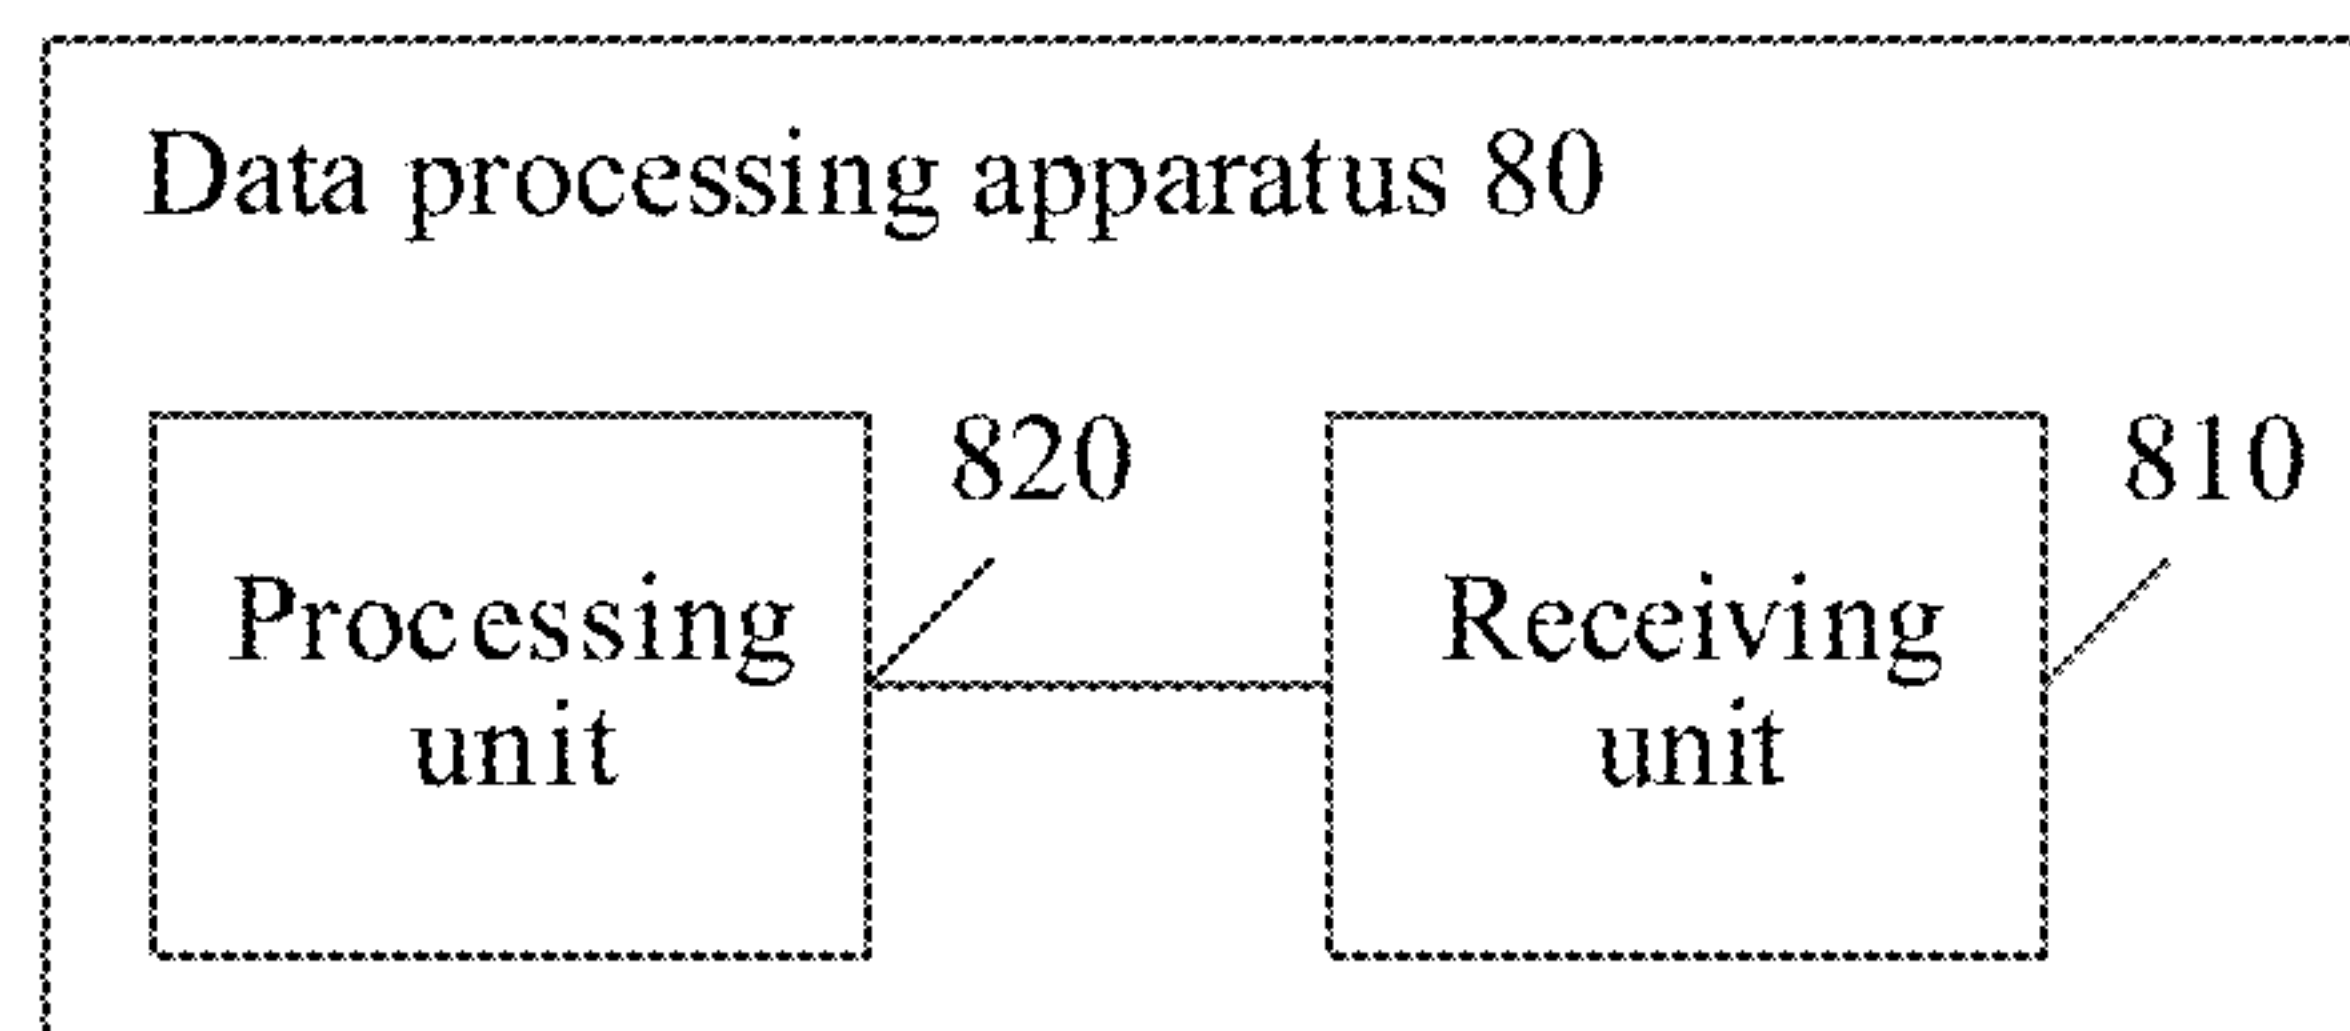 Data processing apparatus 80
820
810
Processing
unit
Receiving
unit